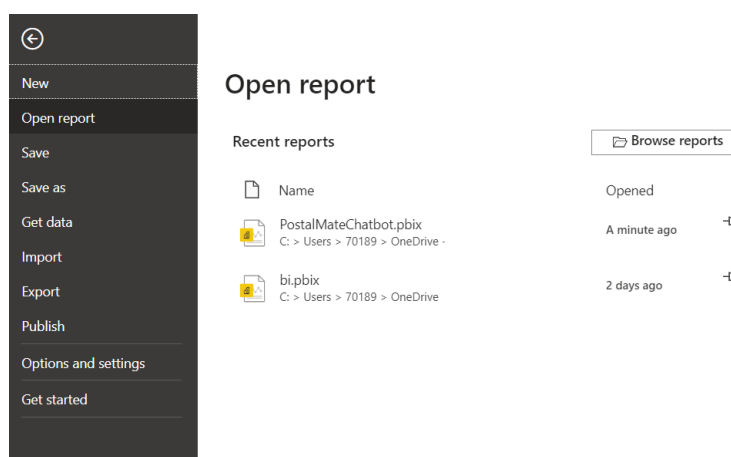 New
Open report
Save
Save as
Get data
Import
Export
Publish
Options and settings
Get started
Open report
Recent reports
Browse reports
Name Opened
PostalMateChatbot.pbix
C: > Users > 70189 > OneDrive -
A minute ago
bi.pbix
C: > Users > 70189 > OneDrive
2 days ago